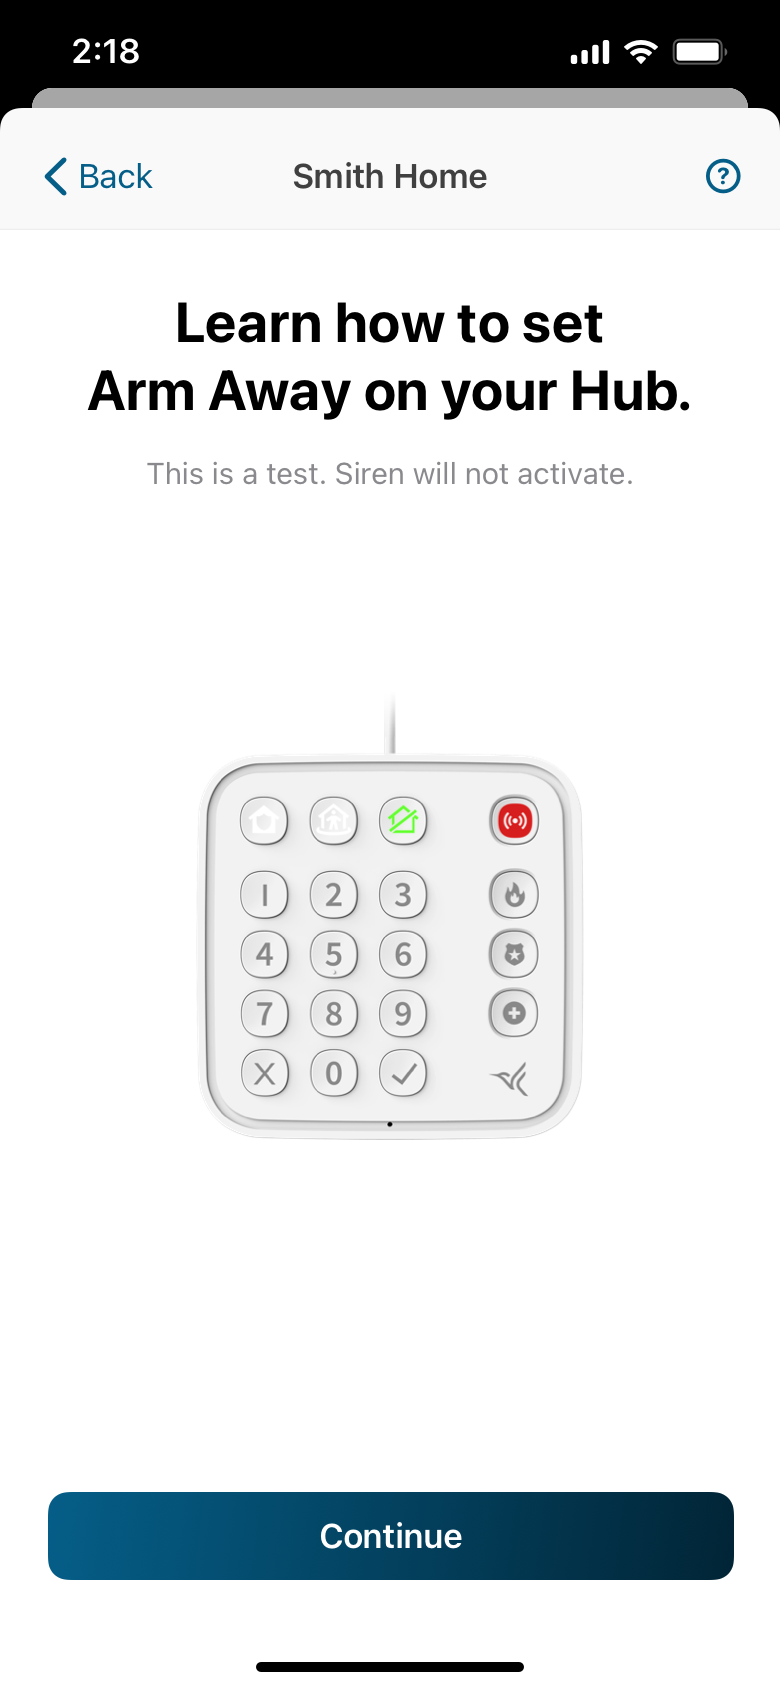 2:18
Back
Smith Home
?
Learn how to set
Arm Away on your Hub.
This is a test. Siren will not activate.
1 2 3
4 5 6
7 8 9
X 0
Continue